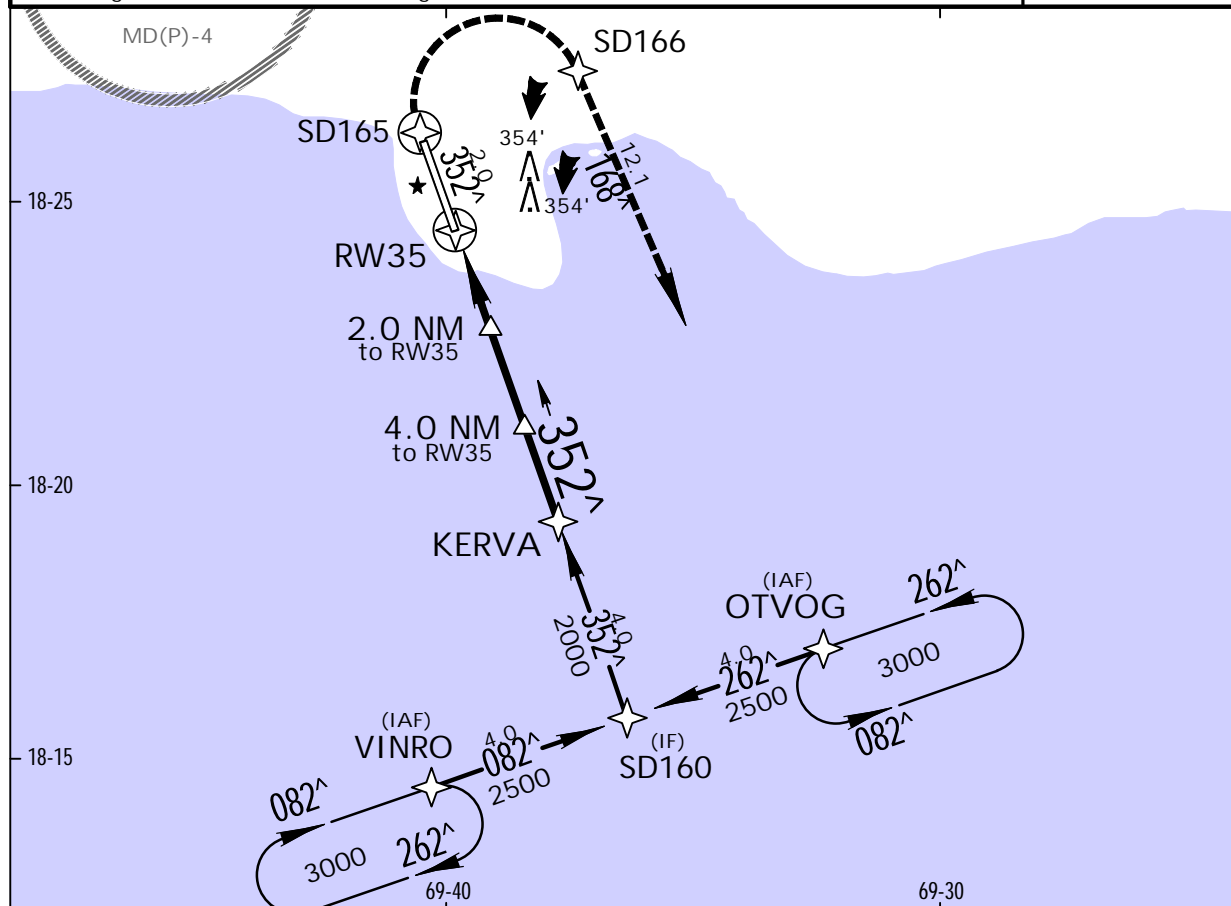 MD(P)-4
SD166
SD165
354'
2.0
352^
12.1
168^
354'
18-25
RW35
2.0 NM
to RW35
4.0 NM
to RW35
352^
18-20
KERVA
(IAF)
OTVOG
262^
4.0
352^
2000
4.0
262^
2500
3000
082^
(IF)
SD160
18-15
(IAF)
VINRO
4.0
082^
2500
082^
262^
3000
69-40
69-30